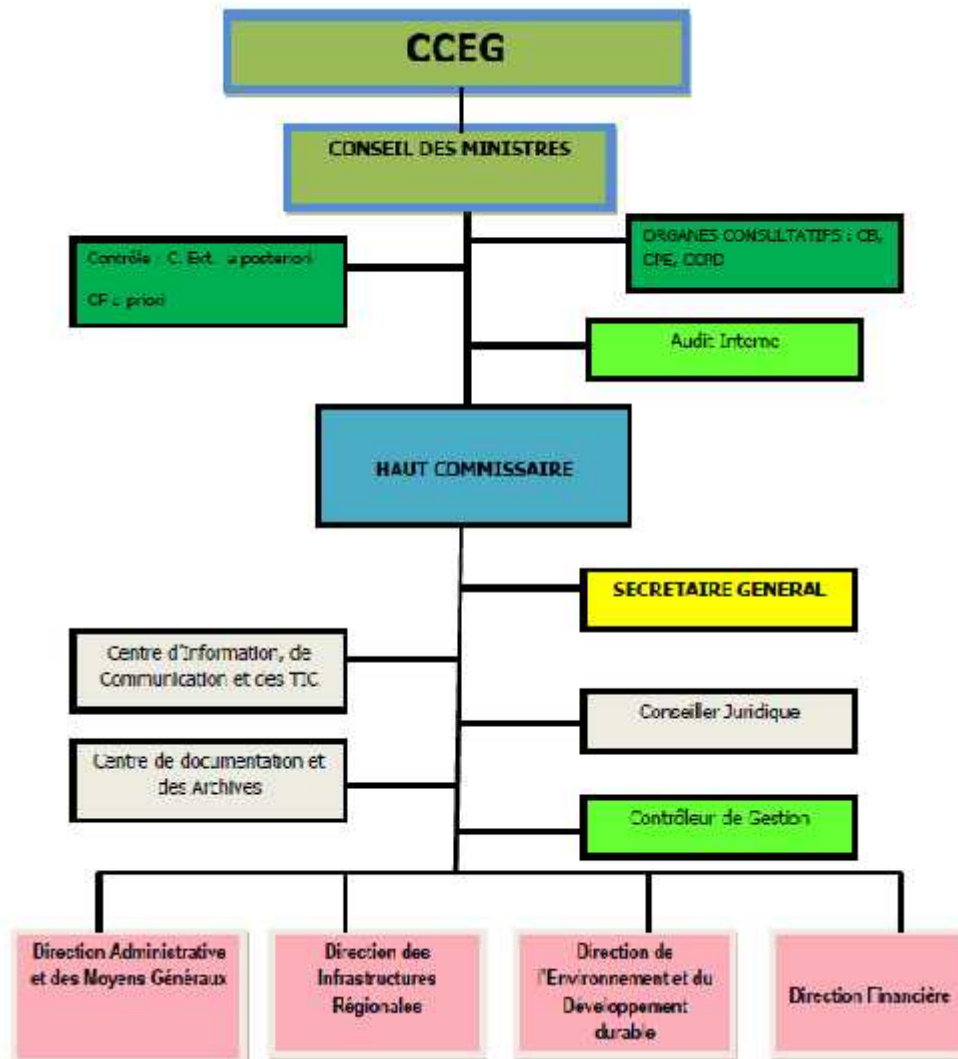 CCEG
CONSEIL DES MINISTRES
ORGANES CONSULTATIFS : CB,
CPE, CCRD
Contrôle : C. Ext. a posteriori
CF a priori
Audit Interne
HAUT COMMISSAIRE
SECRETAIRE GENERAL
Centre d'Information, de
Communication et des TIC
Conseiller Juridique
Centre de documentation et
des Archives
Contrôleur de Gestion
Direction Administrative
et des Moyens Généraux
Direction des
Infrastructures
Régionales
Direction de
l'Environnement et du
Développement
durable
Direction Financière